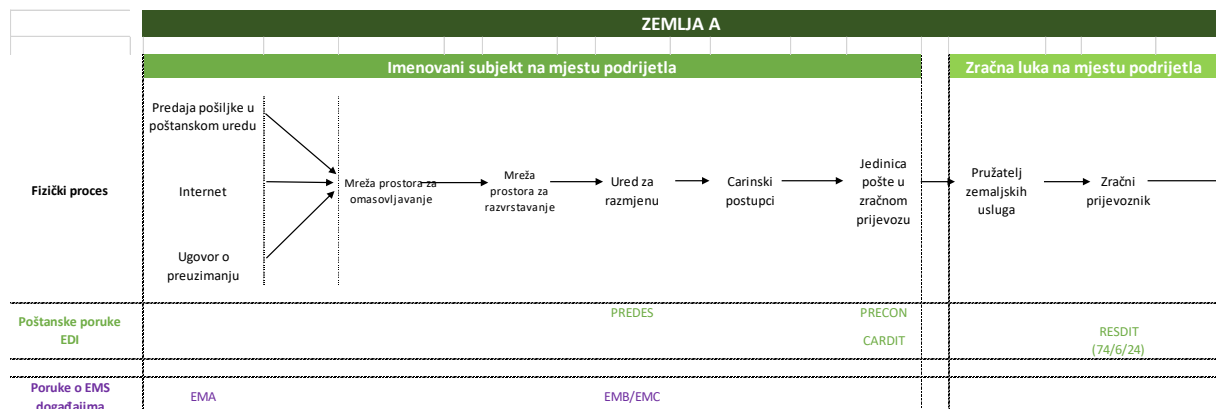 ZEMLJA A
Imenovani subjekt na mjestu podrijetla
Zračna luka na mjestu podrijetla
Fizički proces
Predaja pošiljke u
poštanskom uredu
Internet
Ugovor o
preuzimanju
Mreža prostora za
omasovljavanje
Mreža
prostora za
razvrstavanje
Ured za
razmjenu
Carinski
postupci
Jedinica
pošte u
zračnom
prijevozu
Pružatelj
zemaljskih
usluga
Zračni
prijevoznik
Poštanske poruke
EDI
PREDES
PRECON
CARDIT
RESDIT
(74/6/24)
Poruke o EMS
događajima
EMA
EMB/EMC